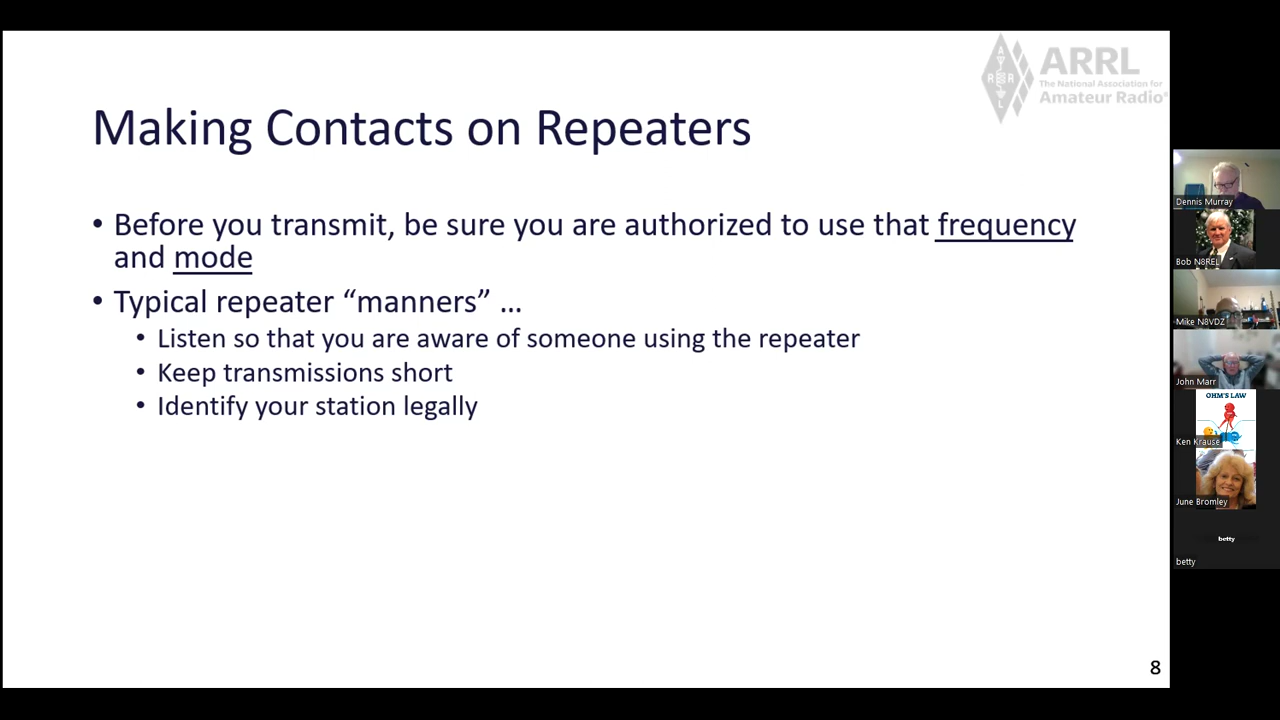 ARRL
The National Association for
Amateur Radio®
Making Contacts on Repeaters
• Before you transmit, be sure you are authorized to use that frequency
and mode
• Typical repeater “manners” …
• Listen so that you are aware of someone using the repeater
• Keep transmissions short
• Identify your station legally
8
Dennis Murray
Bob N8REL
Mike N8VDZ
John Marr
OHM'S LAW
Ken Krause
June Bromley
betty
betty